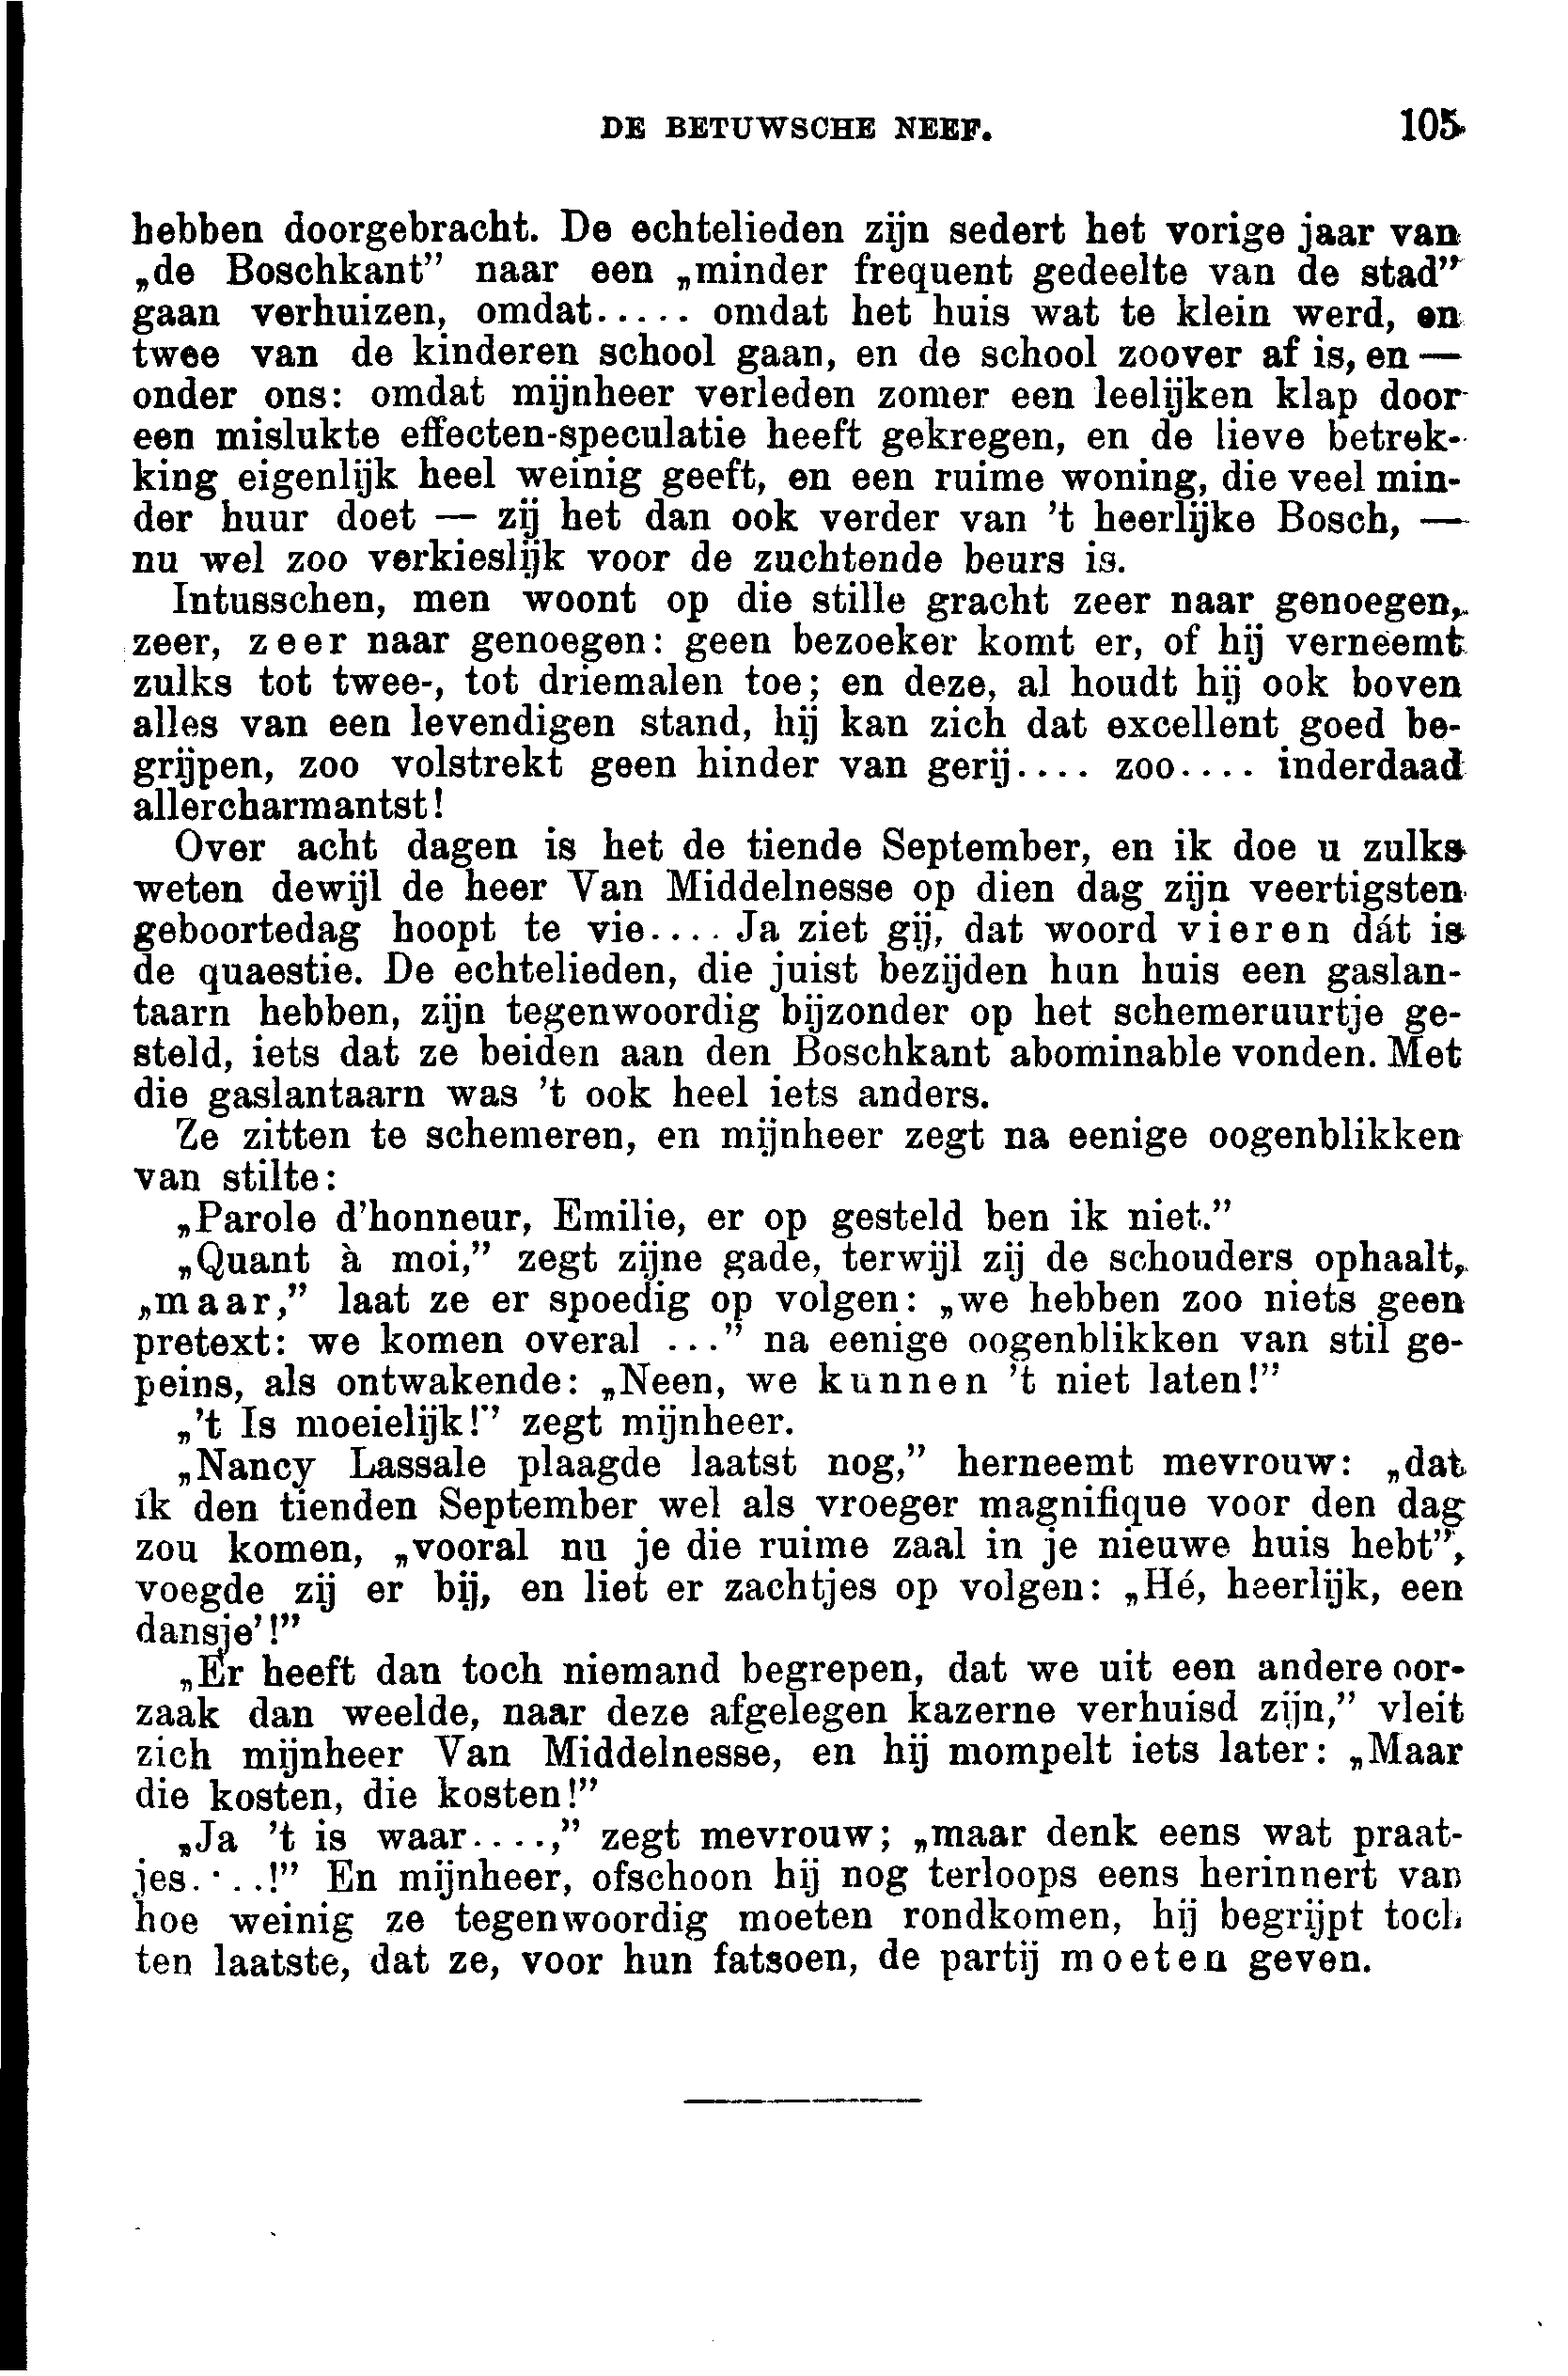 DE BETUWSCHE NEEF. 105
hebben doorgebracht. De echtelieden zijn sedert het vorige jaar van
„de Boschkant” naar een „minder frequent gedeelte van de stad”
gaan verhuizen, omdat..... omdat het huis wat te klein werd, en
twee van de kinderen school gaan, en de school zoover af is, en —
onder ons: omdat mijnheer verleden zomer een leelijken klap door
een mislukte effecten-speculatie heeft gekregen, en de lieve betrek-
king eigenlijk heel weinig geeft, en een ruime woning, die veel min-
der huur doet — zij het dan ook verder van 't heerlijke Bosch, —
nu wel zoo verkieslijk voor de zuchtende beurs is.
Intusschen, men woont op die stille gracht zeer naar genoegen,
zeer, zeer naar genoegen: geen bezoeker komt er, of hij verneemt
zulks tot twee-, tot driemalen toe; en deze, al houdt hij ook boven
alles van een levendigen stand, hij kan zich dat excellent goed be-
grijpen, zoo volstrekt geen hinder van gerij.... zoo.... inderdaad
allercharmantst!
Over acht dagen is het de tiende September, en ik doe u zulks
weten dewijl de heer Van Middelnesse op dien dag zijn veertigsten
geboortedag hoopt te vie.... Ja ziet gij, dat woord vieren dát is
de quaestie. De echtelieden, die juist bezijden hun huis een gaslan-
taarn hebben, zijn tegenwoordig bijzonder op het schemeruurtje ge-
steld, iets dat ze beiden aan den Boschkant abominable vonden. Met
die gaslantaarn was 't ook heel iets anders.
Ze zitten te schemeren, en mijnheer zegt na eenige oogenblikken
van stilte:
„Parole d'honneur, Emilie, er op gesteld ben ik niet.”
„Quant à moi,” zegt zijne gade, terwijl zij de schouders ophaalt,
„maar,” laat ze er spoedig op volgen: „we hebben zoo niets geen
pretext: we komen overal ...” na eenige oogenblikken van stil ge-
peins, als ontwakende: „Neen, we kunnen 't niet laten!”
„'t Is moeielijk!” zegt mijnheer.
„Nancy Lassale plaagde laatst nog,” herneemt mevrouw: „dat
ik den tienden September wel als vroeger magnifique voor den dag
zou komen, „vooral nu je die ruime zaal in je nieuwe huis hebt”,
voegde zij er bij, en liet er zachtjes op volgen: „Hé, heerlijk, een
dansje'!”
„Er heeft dan toch niemand begrepen, dat we uit een andere oor-
zaak dan weelde, naar deze afgelegen kazerne verhuisd zijn,” vleit
zich mijnheer Van Middelnesse, en hij mompelt iets later: „Maar
die kosten, die kosten!”
„Ja 't is waar....,” zegt mevrouw; „maar denk eens wat praat-
jes....!” En mijnheer, ofschoon hij nog terloops eens herinnert van
hoe weinig ze tegenwoordig moeten rondkomen, hij begrijpt toch
ten laatste, dat ze, voor hun fatsoen, de partij moeten geven.